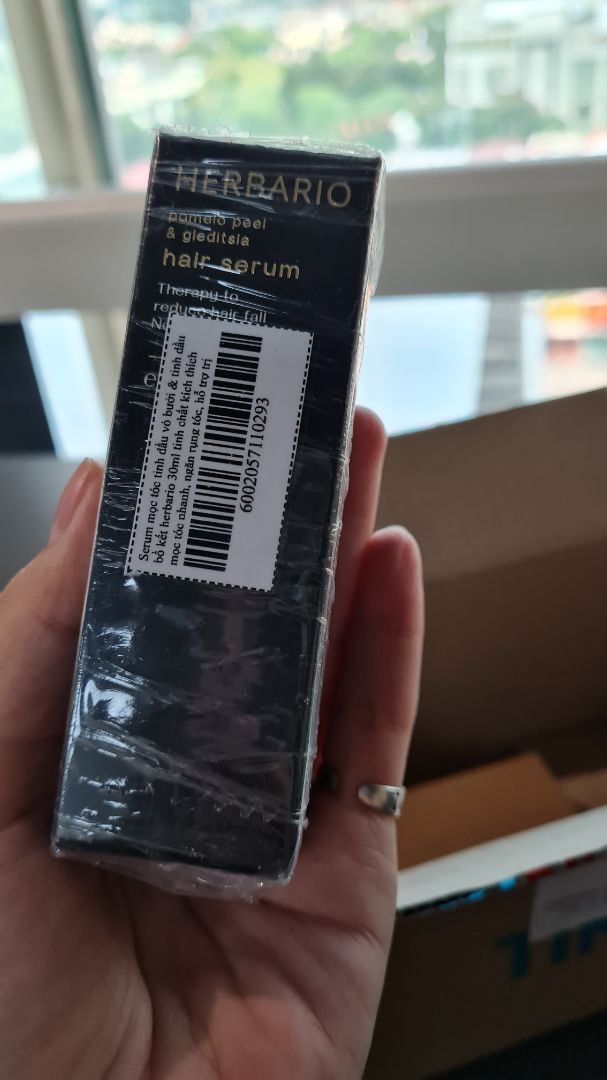 HERBARIO
pomelo peel
& gleditsia
hair serum
Therapy to
reduce hair fall
Serum mọc tóc tinh dầu vỏ bưởi & tinh dầu
bồ kết herbario 30ml tinh chất kích thích
mọc tóc nhanh, ngăn rụng tóc, hỗ trợ trị
6002057110293